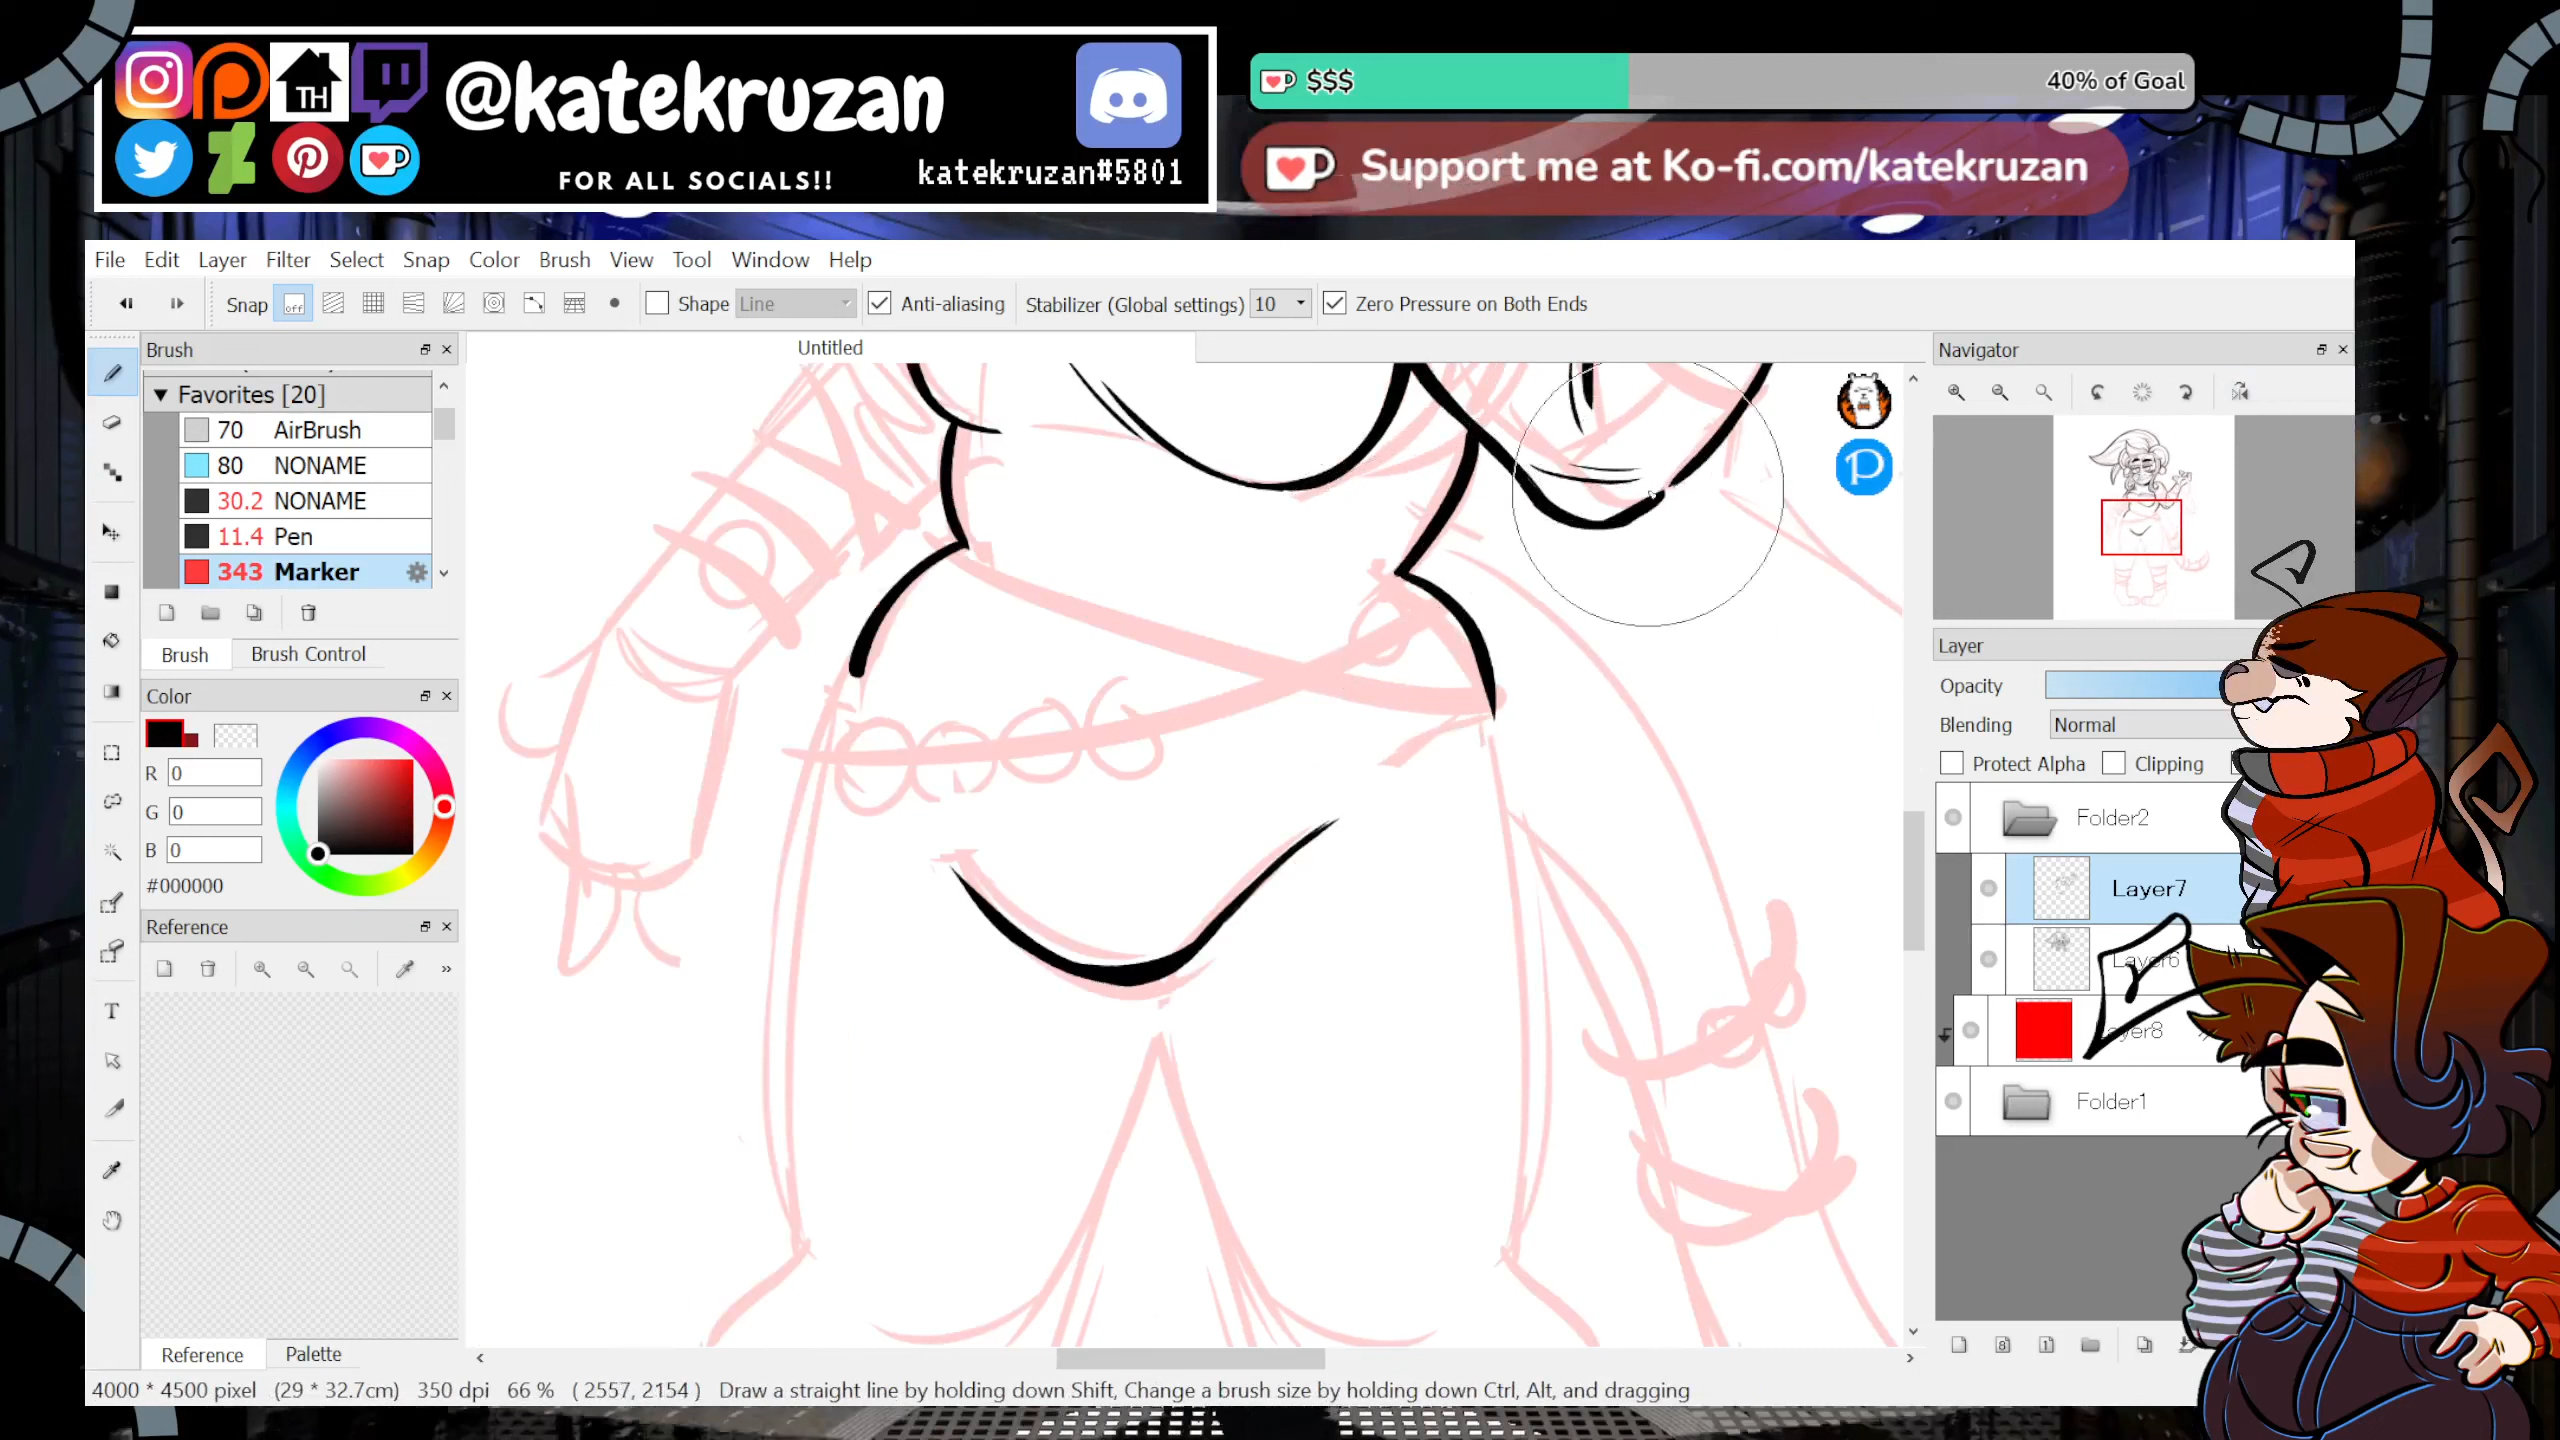 TH
@katekruzan
FOR ALL SOCIALS!!
katekruzan#5801
$$$
40% of Goal
Support me at Ko-fi.com/katekruzan
File Edit Layer Filter Select Snap Color Brush View Tool Window Help
Snap off Shape Line Anti-aliasing Stabilizer (Global settings) 10 Zero Pressure on Both Ends
Brush
Untitled
Navigator
Favorites [20]
70 AirBrush
80 NONAME
30.2 NONAME
11.4 Pen
343 Marker
Brush Brush Control
Color
R 0
G 0
B 0
#000000
Reference
Reference Palette
Layer
Opacity
Blending Normal
Protect Alpha Clipping
Folder2
Layer7
Layer6
Layer8
Folder1
T
P
4000 * 4500 pixel (29 * 32.7cm) 350 dpi 66 % ( 2557, 2154 ) Draw a straight line by holding down Shift, Change a brush size by holding down Ctrl, Alt, and dragging